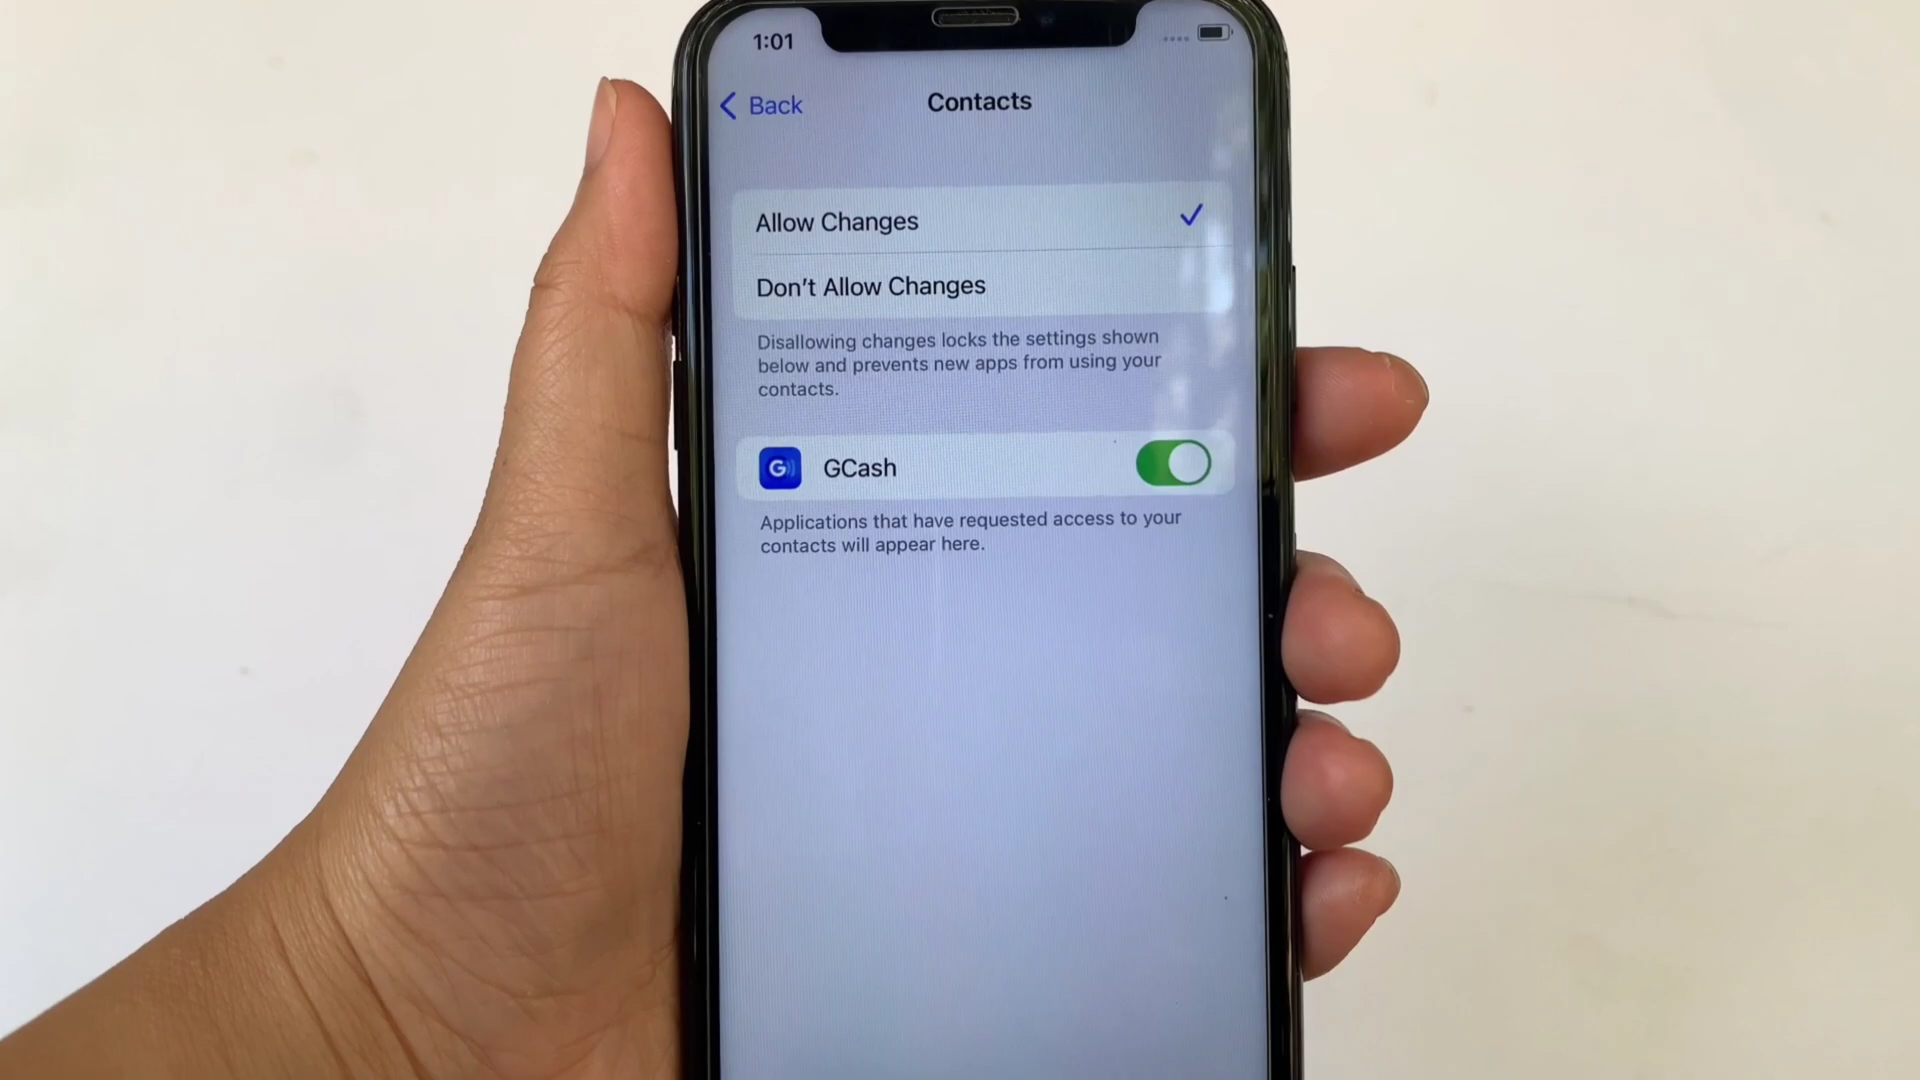 1:01
Back
Contacts
Allow Changes
Don't Allow Changes
Disallowing changes locks the settings shown
below and prevents new apps from using your
contacts.
G
GCash
Applications that have requested access to your
contacts will appear here.